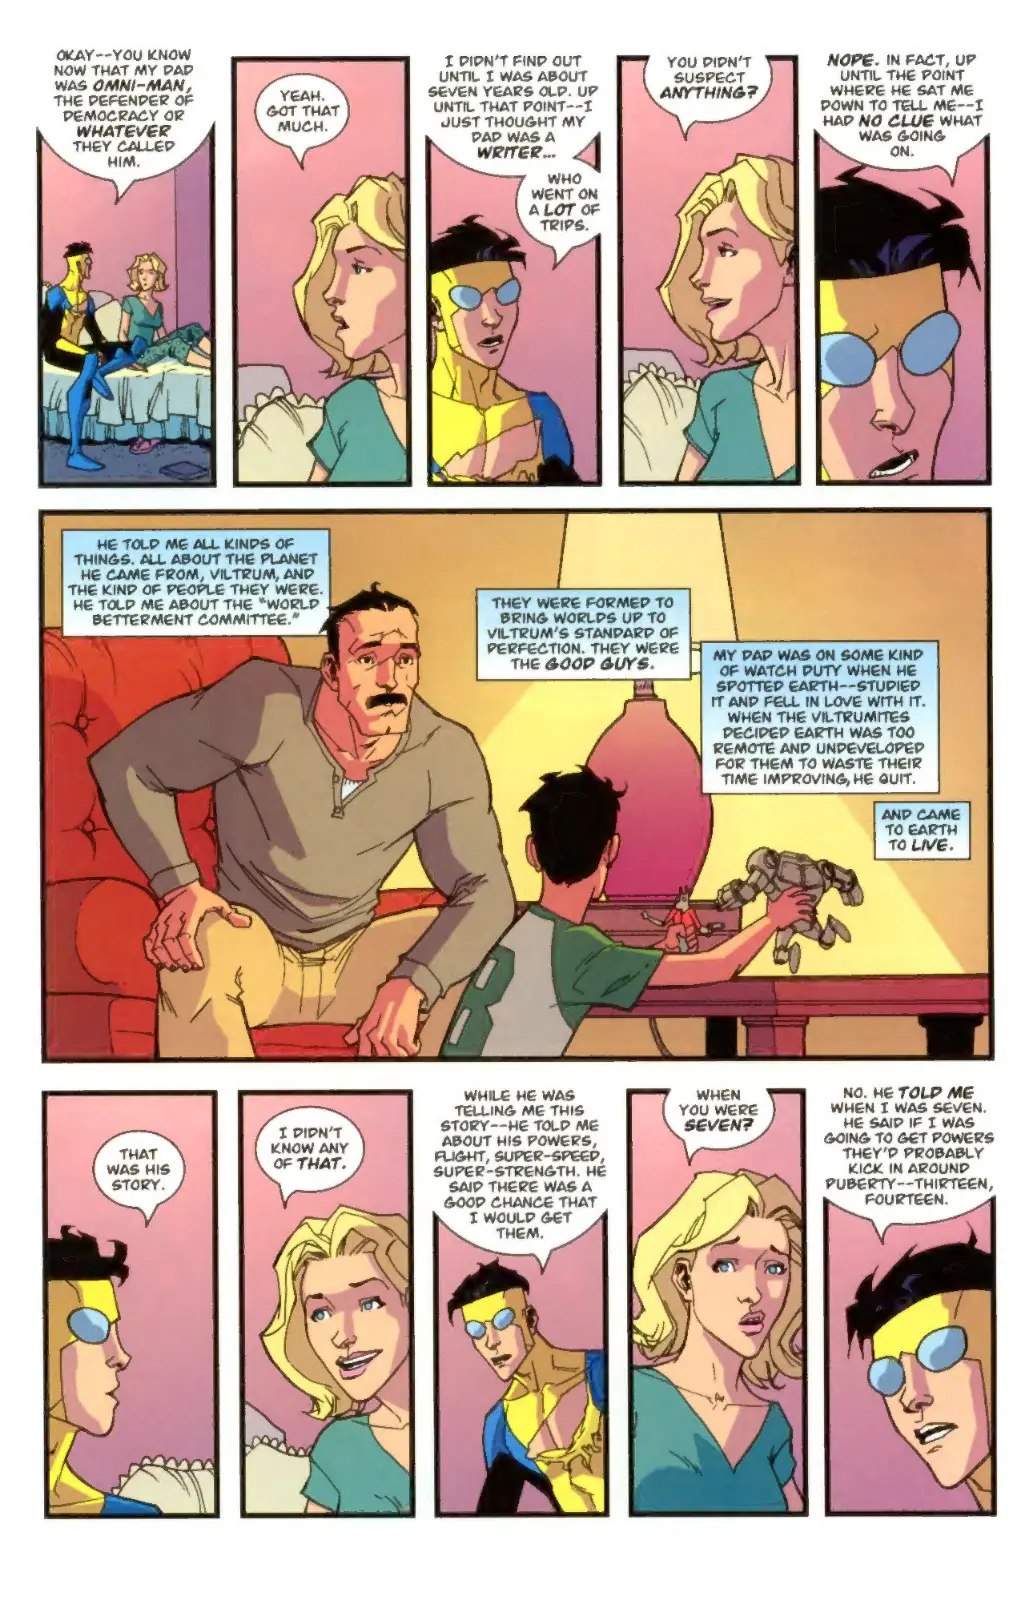 OKAY--YOU KNOW
NOW THAT MY DAD
WAS OMNI-MAN,
THE DEFENDER OF
DEMOCRACY OR
WHATEVER
THEY CALLED
HIM.
YEAH.
GOT THAT
MUCH.
I DIDN'T FIND OUT
UNTIL I WAS ABOUT
SEVEN YEARS OLD. UP
UNTIL THAT POINT--I
JUST THOUGHT MY
DAD WAS A
WRITER...
WHO
WENT ON
A LOT OF
TRIPS.
YOU DIDN'T
SUSPECT
ANYTHING?
NOPE. IN FACT, UP
UNTIL THE POINT
WHERE HE SAT ME
DOWN TO TELL ME--I
HAD NO CLUE WHAT
WAS GOING
ON.
HE TOLD ME ALL KINDS OF
THINGS. ALL ABOUT THE PLANET
HE CAME FROM, VILTRUM, AND
THE KIND OF PEOPLE THEY WERE.
HE TOLD ME ABOUT THE "WORLD
BETTERMENT COMMITTEE."
THEY WERE FORMED TO
BRING WORLDS UP TO
VILTRUM'S STANDARD OF
PERFECTION. THEY WERE
THE GOOD GUYS.
MY DAD WAS ON SOME KIND
OF WATCH DUTY WHEN HE
SPOTTED EARTH--STUDIED
IT AND FELL IN LOVE WITH IT.
WHEN THE VILTRUMITES
DECIDED EARTH WAS TOO
REMOTE AND UNDEVELOPED
FOR THEM TO WASTE THEIR
TIME IMPROVING, HE QUIT.
AND CAME
TO EARTH
TO LIVE.
THAT
WAS HIS
STORY.
I DIDN'T
KNOW ANY
OF THAT.
WHILE HE WAS
TELLING ME THIS
STORY--HE TOLD ME
ABOUT HIS POWERS,
FLIGHT, SUPER-SPEED,
SUPER-STRENGTH. HE
SAID THERE WAS A
GOOD CHANCE THAT
I WOULD GET
THEM.
WHEN
YOU WERE
SEVEN?
NO. HE TOLD ME
WHEN I WAS SEVEN.
HE SAID IF I WAS
GOING TO GET POWERS
THEY'D PROBABLY
KICK IN AROUND
PUBERTY--THIRTEEN,
FOURTEEN.